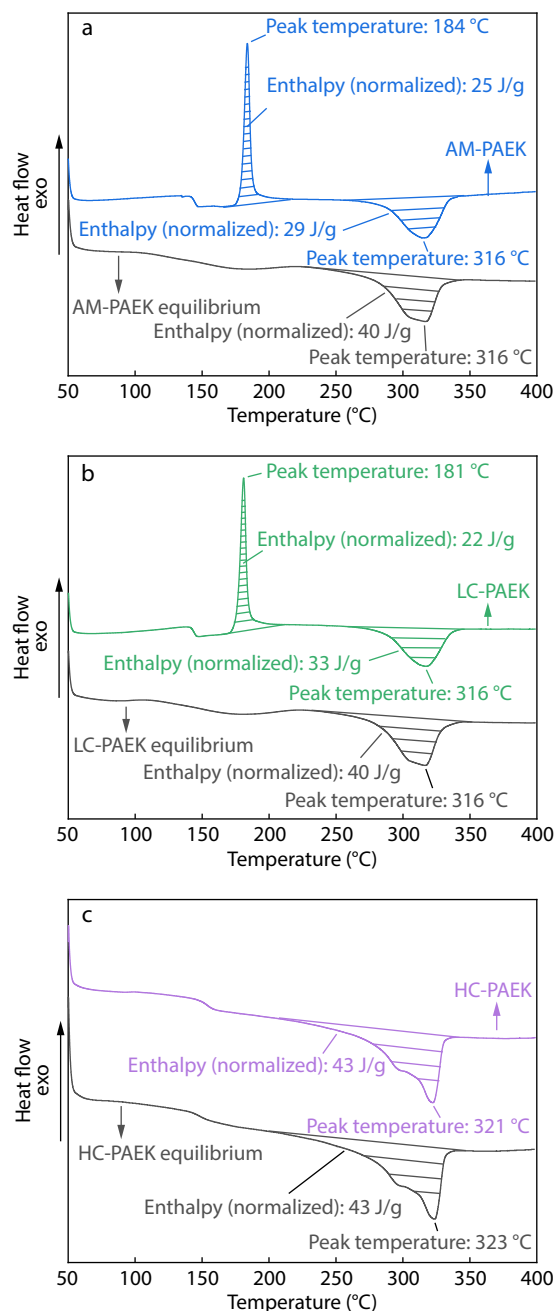 a
Peak temperature: 184 °C
Enthalpy (normalized): 25 J/g
AM-PAEK
Enthalpy (normalized): 29 J/g
Peak temperature: 316 °C
AM-PAEK equilibrium
Enthalpy (normalized): 40 J/g
Peak temperature: 316 °C
Heat flow
exo
50 100 150 200 250 300 350 400
Temperature (°C)
b
Peak temperature: 181 °C
Enthalpy (normalized): 22 J/g
LC-PAEK
Enthalpy (normalized): 33 J/g
Peak temperature: 316 °C
LC-PAEK equilibrium
Enthalpy (normalized): 40 J/g
Peak temperature: 316 °C
Heat flow
exo
50 100 150 200 250 300 350 400
Temperature (°C)
c
HC-PAEK
Enthalpy (normalized): 43 J/g
Peak temperature: 321 °C
HC-PAEK equilibrium
Enthalpy (normalized): 43 J/g
Peak temperature: 323 °C
Heat flow
exo
50 100 150 200 250 300 350 400
Temperature (°C)